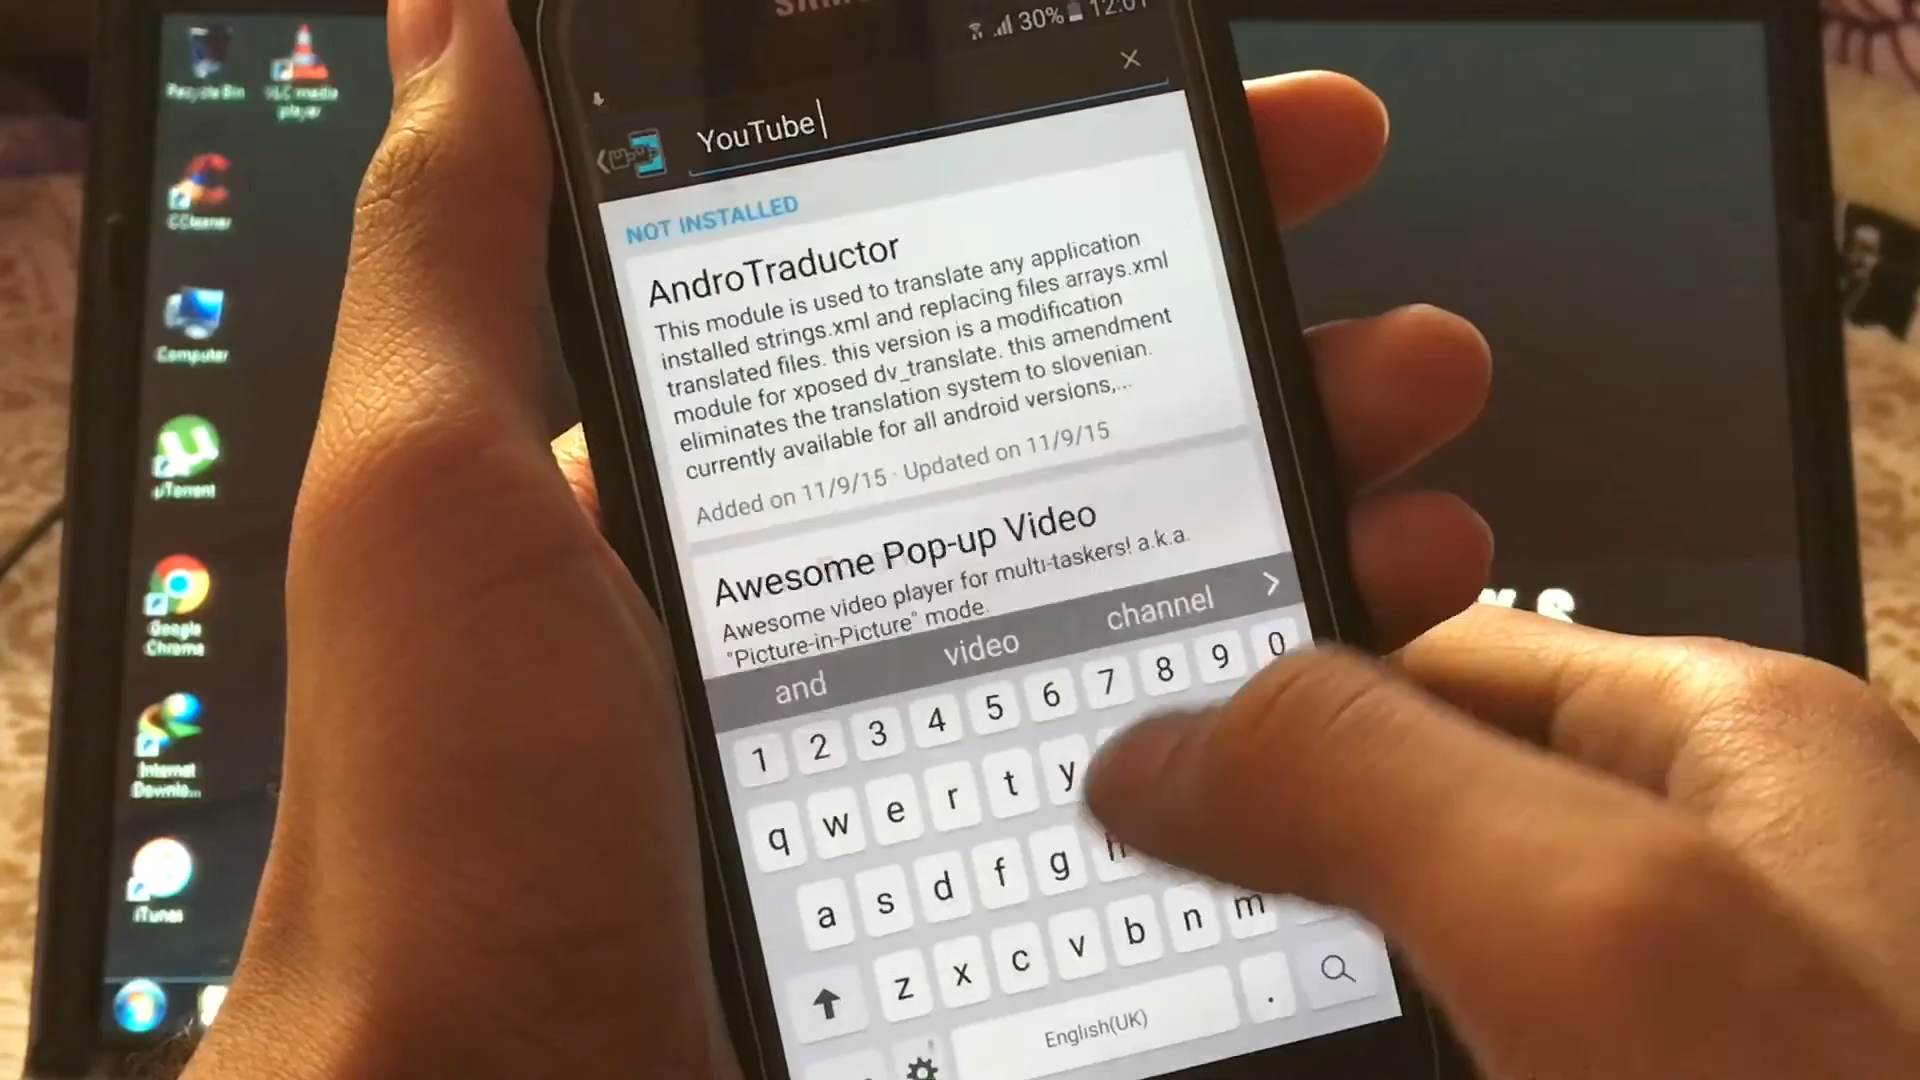 Recycle Bin
VLC media
player
CCleaner
Computer
µTorrent
Google
Chrome
Internet
Downlo...
iTunes
30% 12:01
YouTube
NOT INSTALLED
AndroTraductor
This module is used to translate any application
installed strings.xml and replacing files arrays.xml
translated files. this version is a modification
module for xposed dv_translate. this amendment
eliminates the translation system to slovenian.
currently available for all android versions,...
Added on 11/9/15 · Updated on 11/9/15
Awesome Pop-up Video
Awesome video player for multi-taskers! a.k.a.
"Picture-in-Picture" mode.
and video channel
1 2 3 4 5 6 7 8 9 0
q w e r t y
a s d f g h
z x c v b n m
English(UK) .